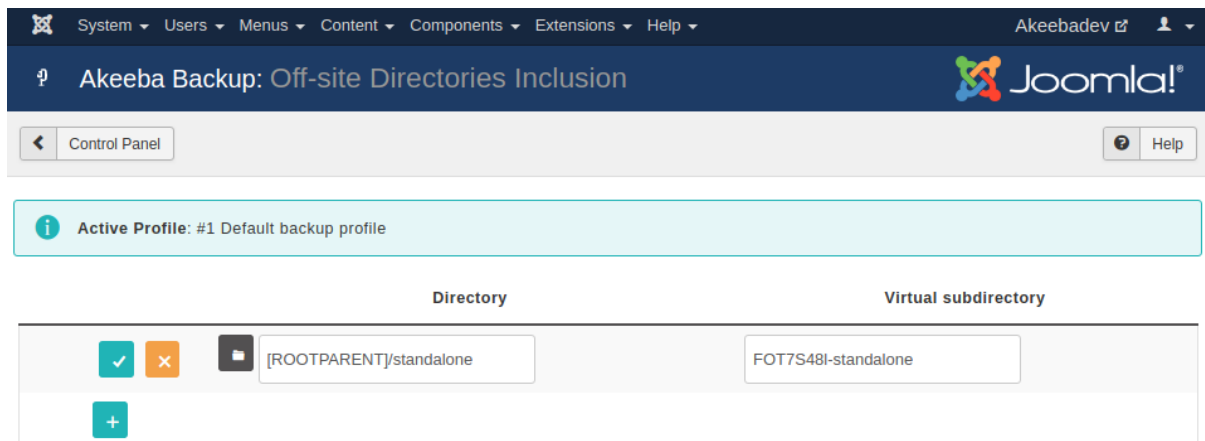 System Users Menus Content Components Extensions Help Akeebadev
Akeeba Backup: Off-site Directories Inclusion Joomla!®
Control Panel Help
Active Profile: #1 Default backup profile
Directory Virtual subdirectory
[ROOTPARENT]/standalone FOT7S48I-standalone